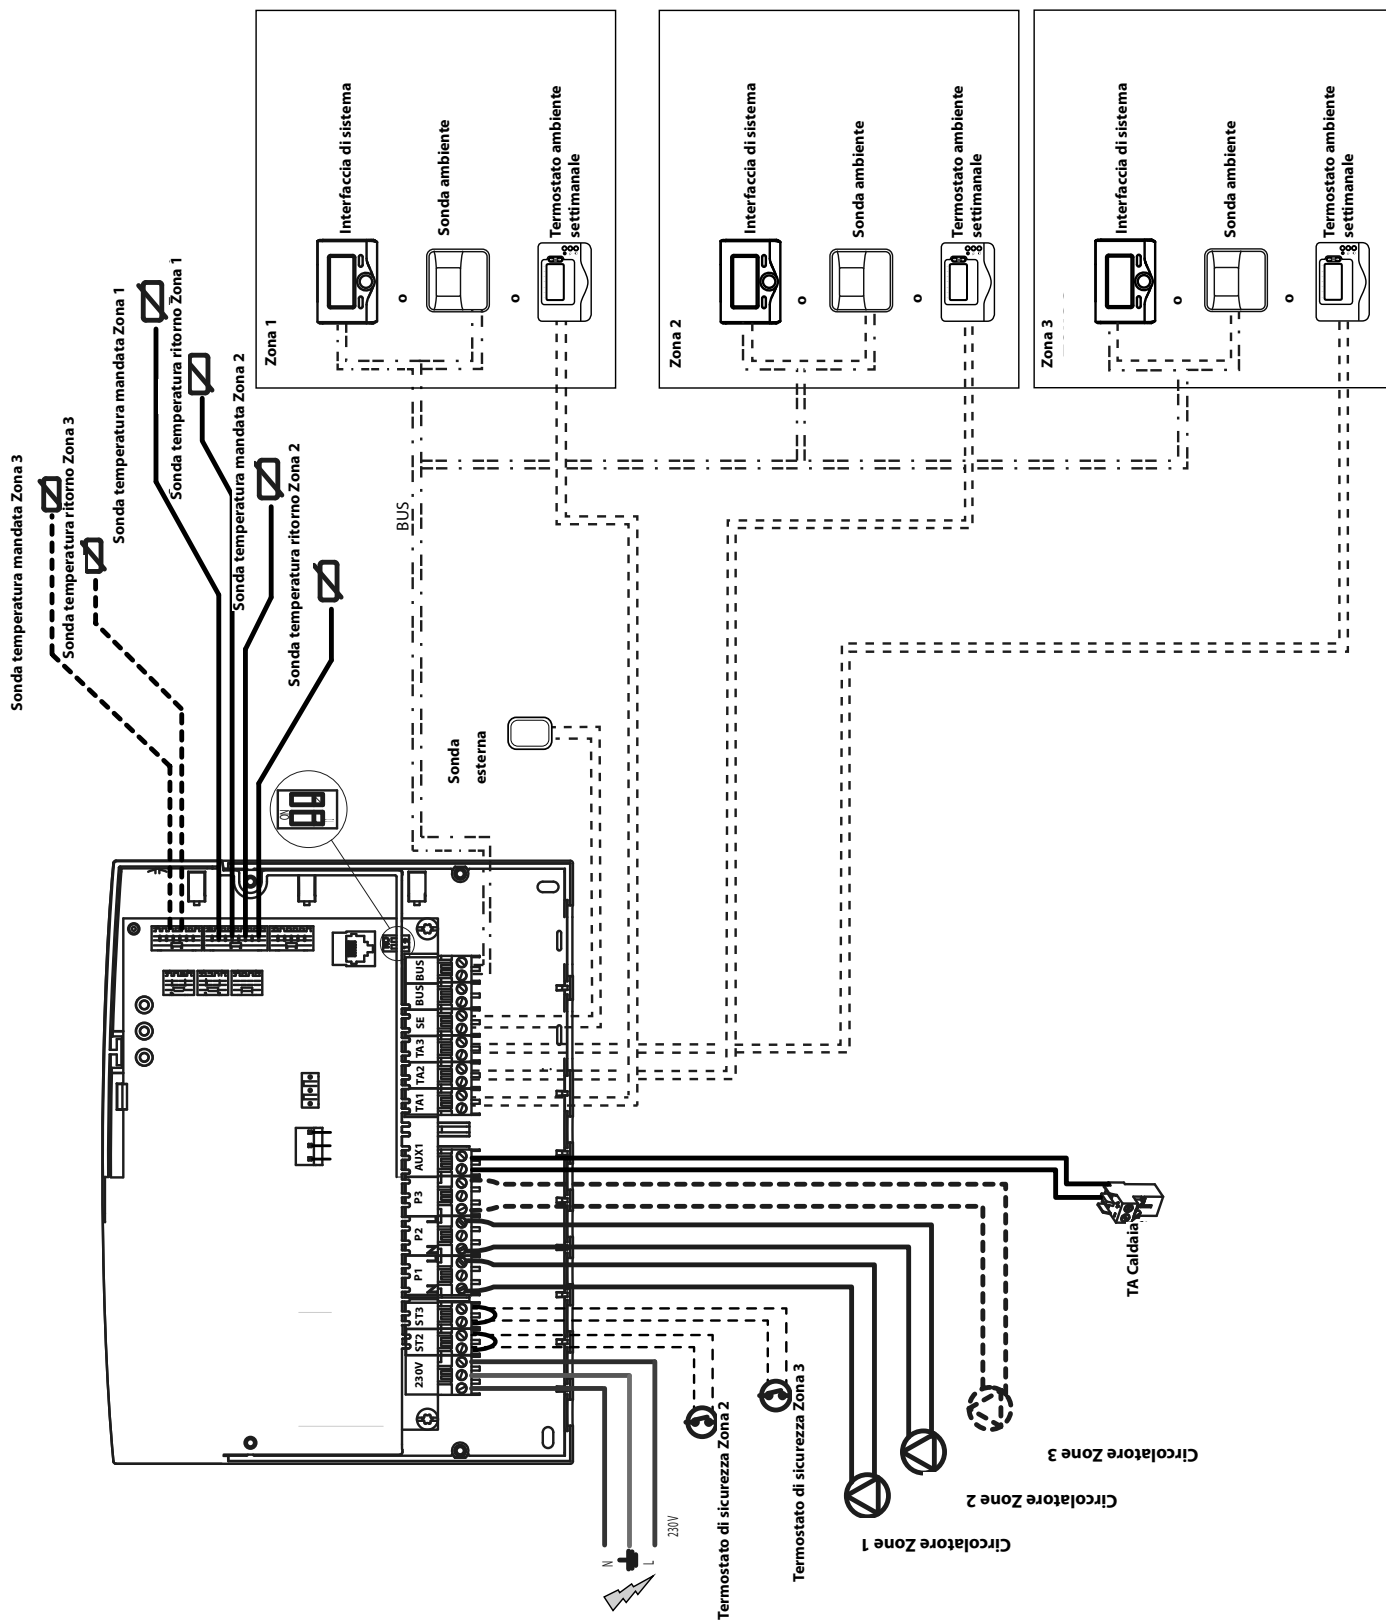 Sonda temperatura mandata Zona 3
Sonda temperatura ritorno Zona 3
Sonda temperatura mandata Zona 1
Sonda temperatura ritorno Zona 1
Sonda temperatura mandata Zona 2
Sonda temperatura ritorno Zona 2
Zona 1
Interfaccia di sistema
o
Sonda ambiente
o
Termostato ambiente
settimanale
Zona 2
Interfaccia di sistema
o
Sonda ambiente
o
Termostato ambiente
settimanale
Zona 3
Interfaccia di sistema
o
Sonda ambiente
o
Termostato ambiente
settimanale
BUS
Sonda
esterna
ON
230V
ST2
ST3
P1
P2
P3
AUX1
TA1
TA2
TA3
SE
BUS
BUS
N
L
N
L
N
L
230V
Termostato di sicurezza Zona 2
Termostato di sicurezza Zona 3
Circolatore Zone 1
Circolatore Zone 2
Circolatore Zone 3
TA Caldaia